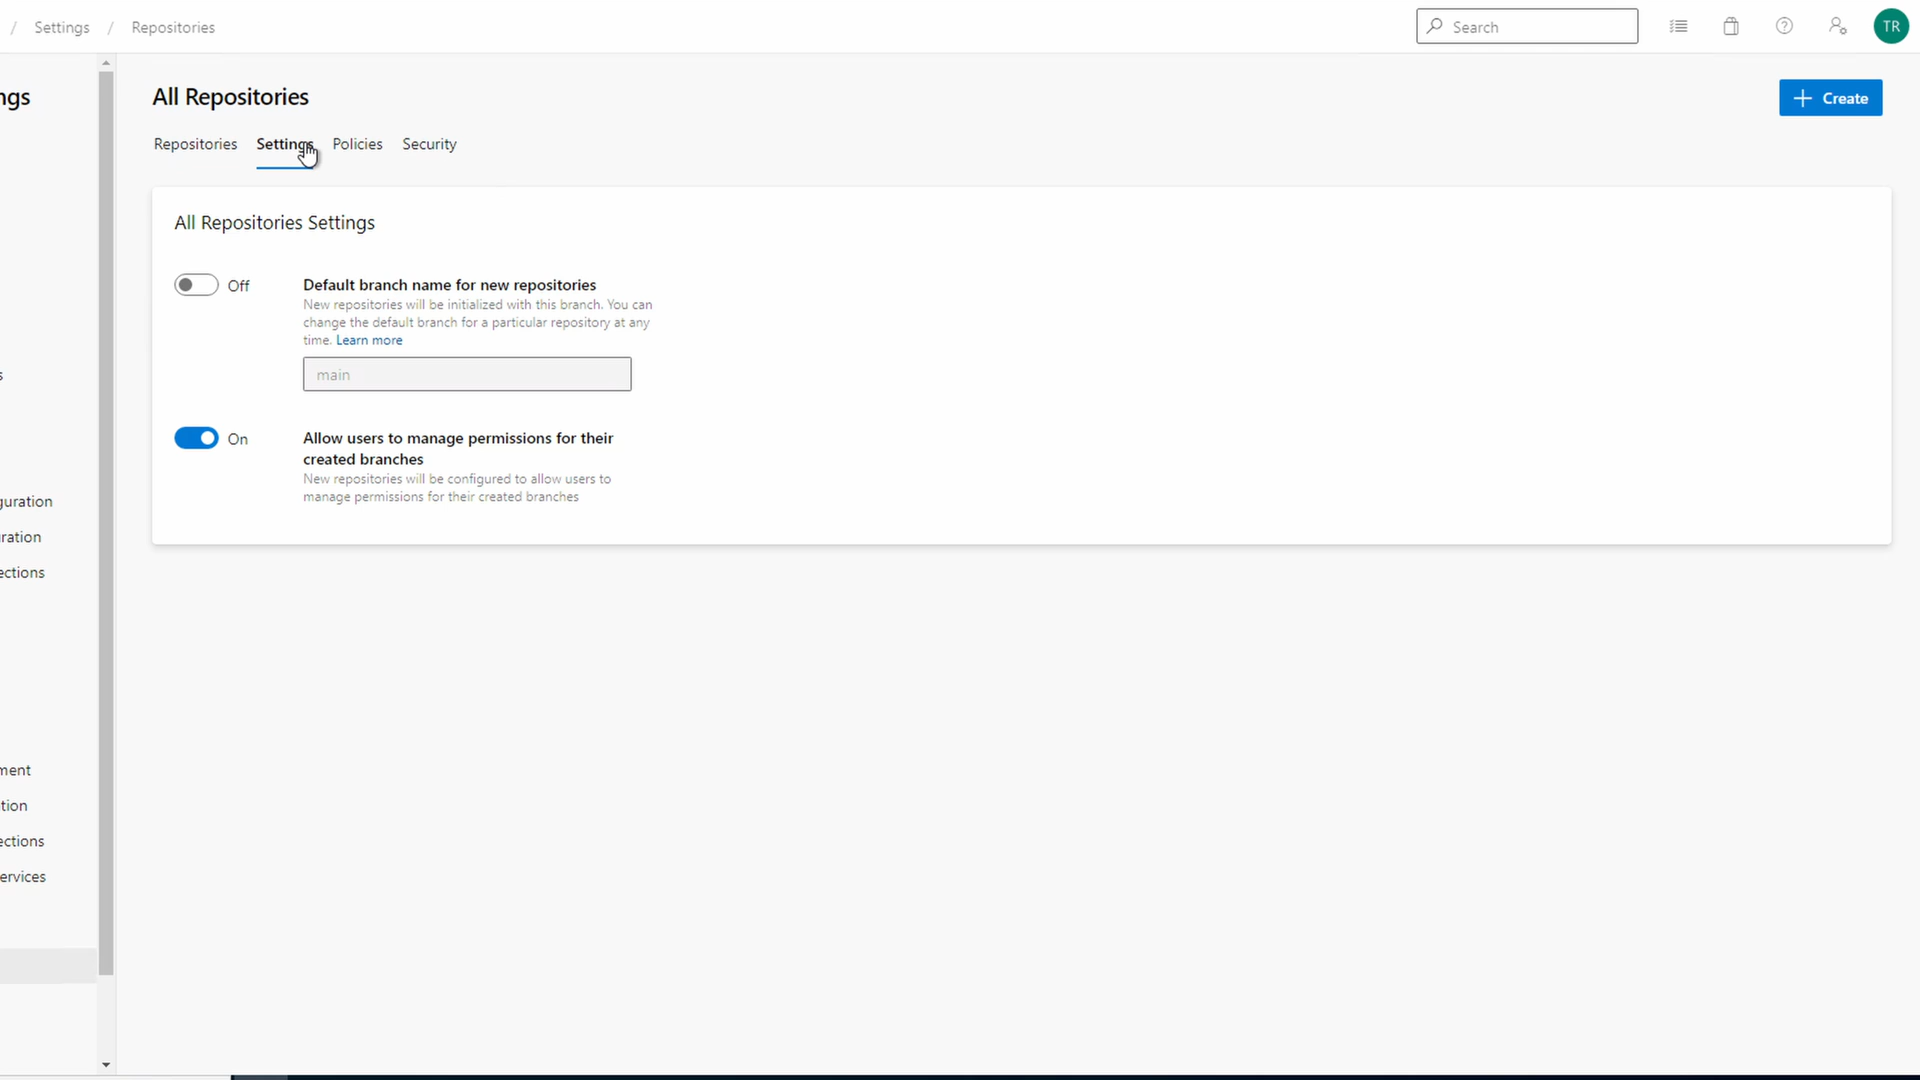 / Settings / Repositories
Search
TR
ngs
All Repositories
Create
Repositories Settings Policies Security
All Repositories Settings
Off
Default branch name for new repositories
New repositories will be initialized with this branch. You can
change the default branch for a particular repository at any
time. Learn more
main
On
Allow users to manage permissions for their
created branches
New repositories will be configured to allow users to
manage permissions for their created branches
s
guration
ration
ections
ment
tion
ections
ervices